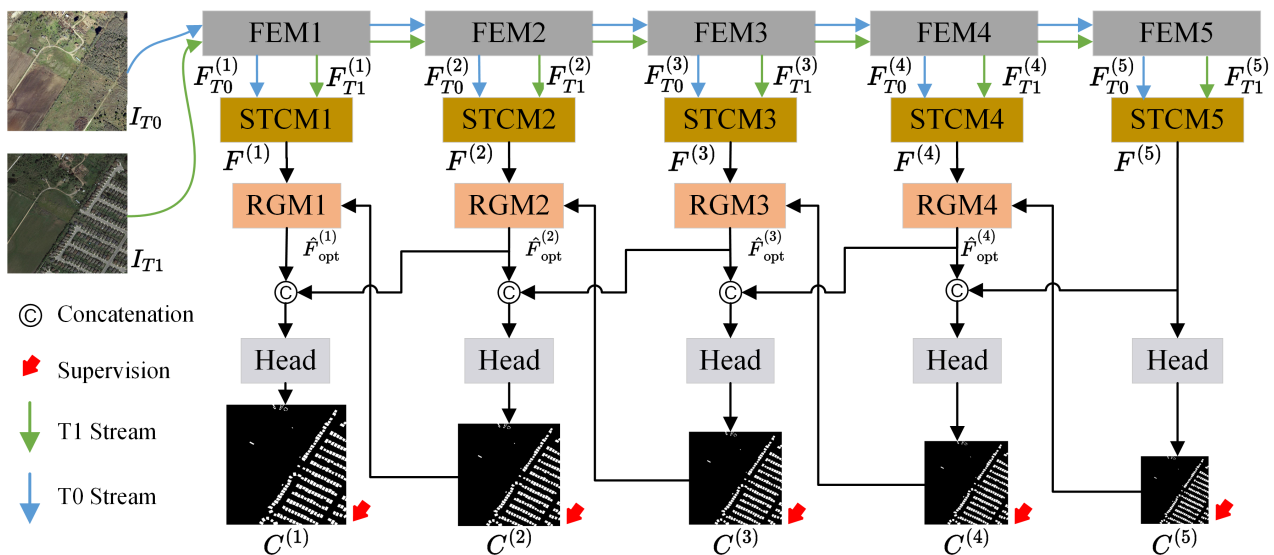 FEM1 FEM2 FEM3 FEM4 FEM5
$F_{T0}^{(1)}$ $F_{T1}^{(1)}$ $F_{T0}^{(2)}$ $F_{T1}^{(2)}$ $F_{T0}^{(3)}$ $F_{T1}^{(3)}$ $F_{T0}^{(4)}$ $F_{T1}^{(4)}$ $F_{T0}^{(5)}$ $F_{T1}^{(5)}$
$I_{T0}$
STCM1 STCM2 STCM3 STCM4 STCM5
$F^{(1)}$ $F^{(2)}$ $F^{(3)}$ $F^{(4)}$ $F^{(5)}$
RGM1 RGM2 RGM3 RGM4
$I_{T1}$
$\hat{F}_{\text{opt}}^{(1)}$ $\hat{F}_{\text{opt}}^{(2)}$ $\hat{F}_{\text{opt}}^{(3)}$ $\hat{F}_{\text{opt}}^{(4)}$
C C C C
C Concatenation
Supervision
T1 Stream
T0 Stream
Head Head Head Head Head
$C^{(1)}$ $C^{(2)}$ $C^{(3)}$ $C^{(4)}$ $C^{(5)}$